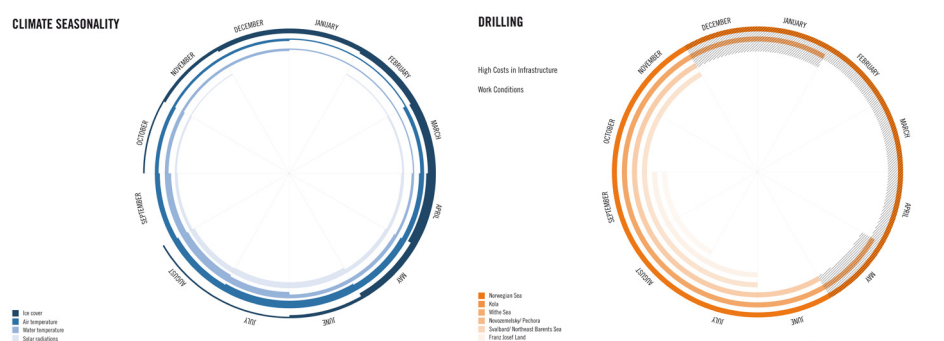 CLIMATE SEASONALITY
DECEMBER
JANUARY
FEBRUARY
MARCH
APRIL
MAY
JUNE
JULY
AUGUST
SEPTEMBER
OCTOBER
NOVEMBER
Ice cover
Air temperature
Water temperature
Solar radiations
DRILLING
High Costs in Infrastructure
Work Conditions
DECEMBER
JANUARY
FEBRUARY
MARCH
APRIL
MAY
JUNE
JULY
AUGUST
SEPTEMBER
OCTOBER
NOVEMBER
Norwegian Sea
Kola
Withe Sea
Novozemelsky/ Pechora
Svalbard/ Northeast Barents Sea
Franz Josef Land